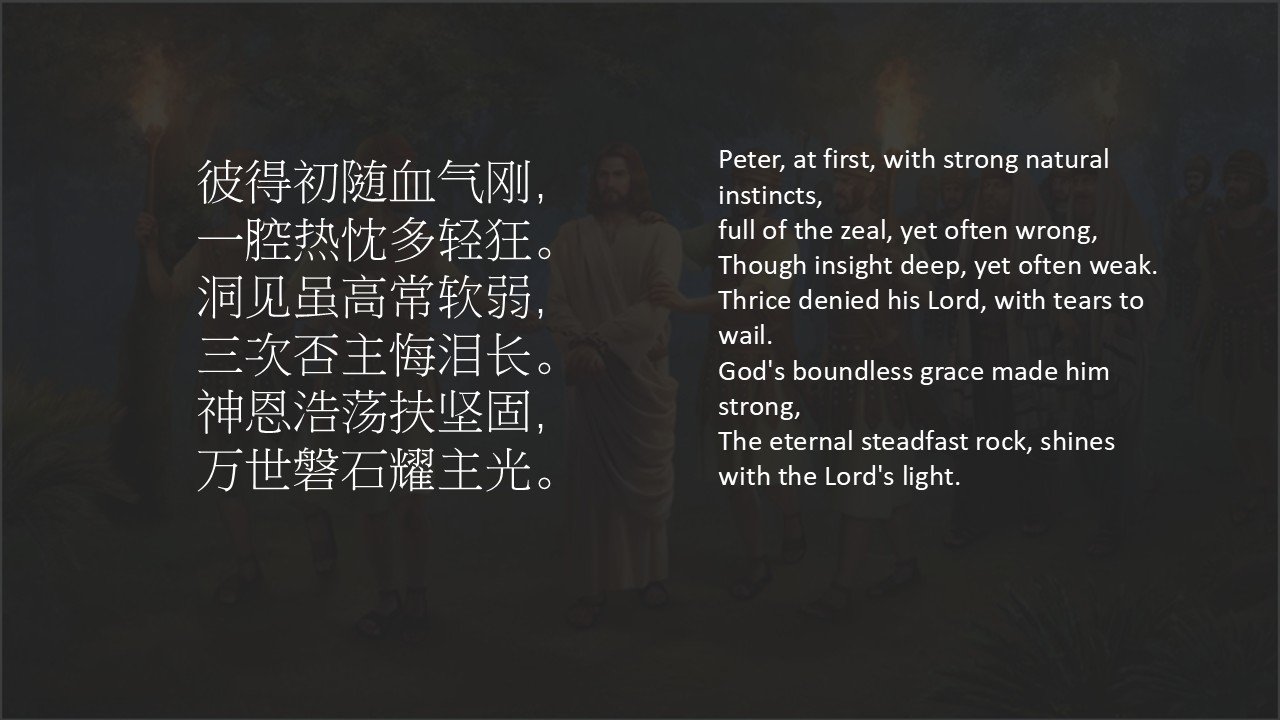 彼得初随血气刚,
一腔热忱多轻狂。
洞见虽高常软弱,
三次否主悔泪长。
神恩浩荡扶坚固,
万世磐石耀主光。
Peter, at first, with strong natural
instincts,
full of the zeal, yet often wrong,
Though insight deep, yet often weak.
Thrice denied his Lord, with tears to
wail.
God's boundless grace made him
strong,
The eternal steadfast rock, shines
with the Lord's light.